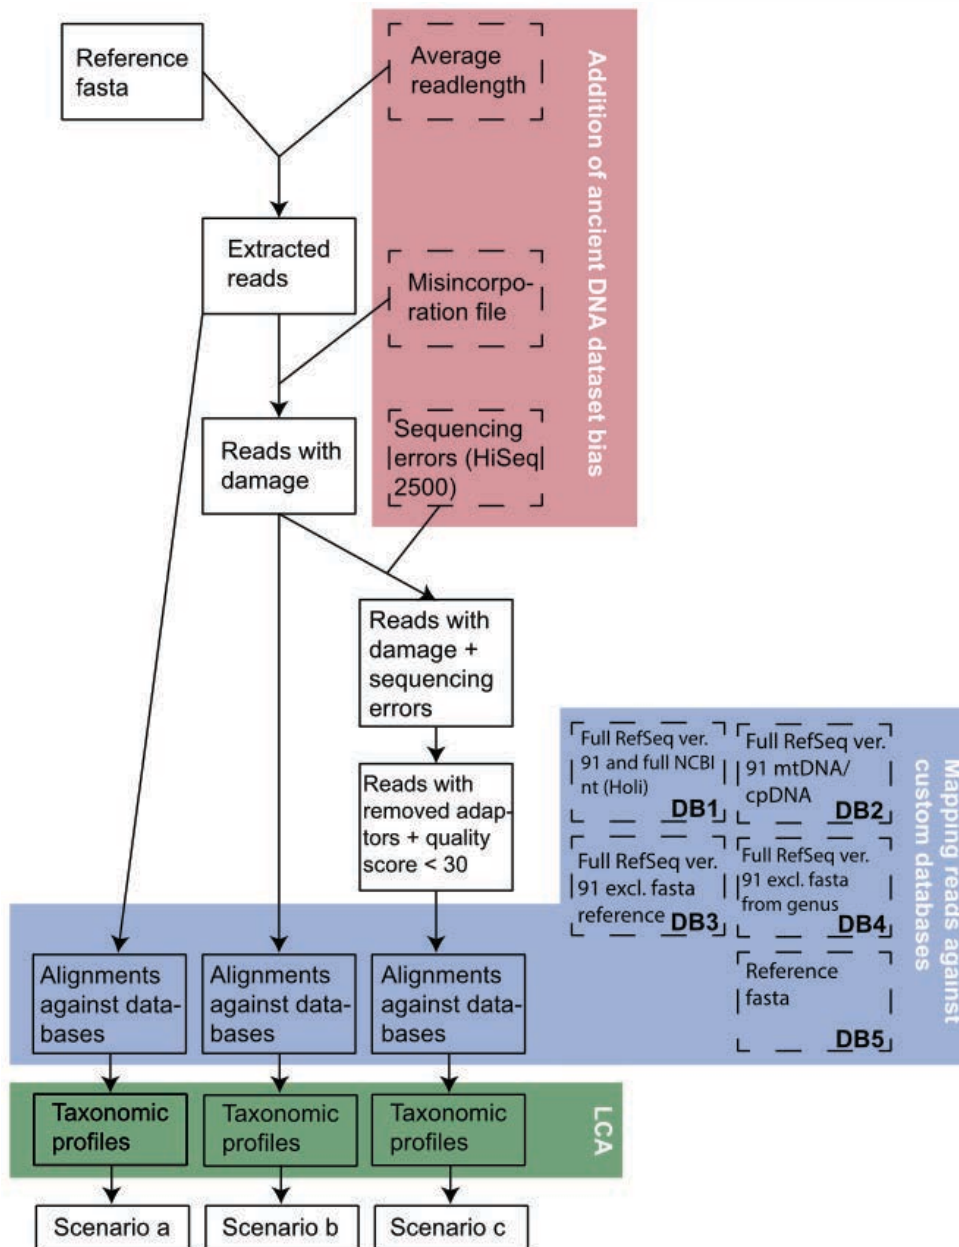 Reference
fasta
Average
readlength
Addition of ancient DNA dataset bias
Extracted
reads
Misincorpo-
ration file
Reads with
damage
Sequencing
errors (HiSeq
2500)
Reads with
damage +
sequencing
errors
Reads with
removed adap-
tors + quality
score < 30
Full RefSeq ver.
91 and full NCBI
nt (Holi)
DB1
Full RefSeq ver.
91 mtDNA/
cpDNA
DB2
Full RefSeq ver.
91 excl. fasta
reference
DB3
Full RefSeq ver.
91 excl. fasta
from genus
DB4
Reference
fasta
DB5
Mapping reads against
custom databases
Alignments
against data-
bases
Alignments
against data-
bases
Alignments
against data-
bases
Taxonomic
profiles
Taxonomic
profiles
Taxonomic
profiles
LCA
Scenario a
Scenario b
Scenario c